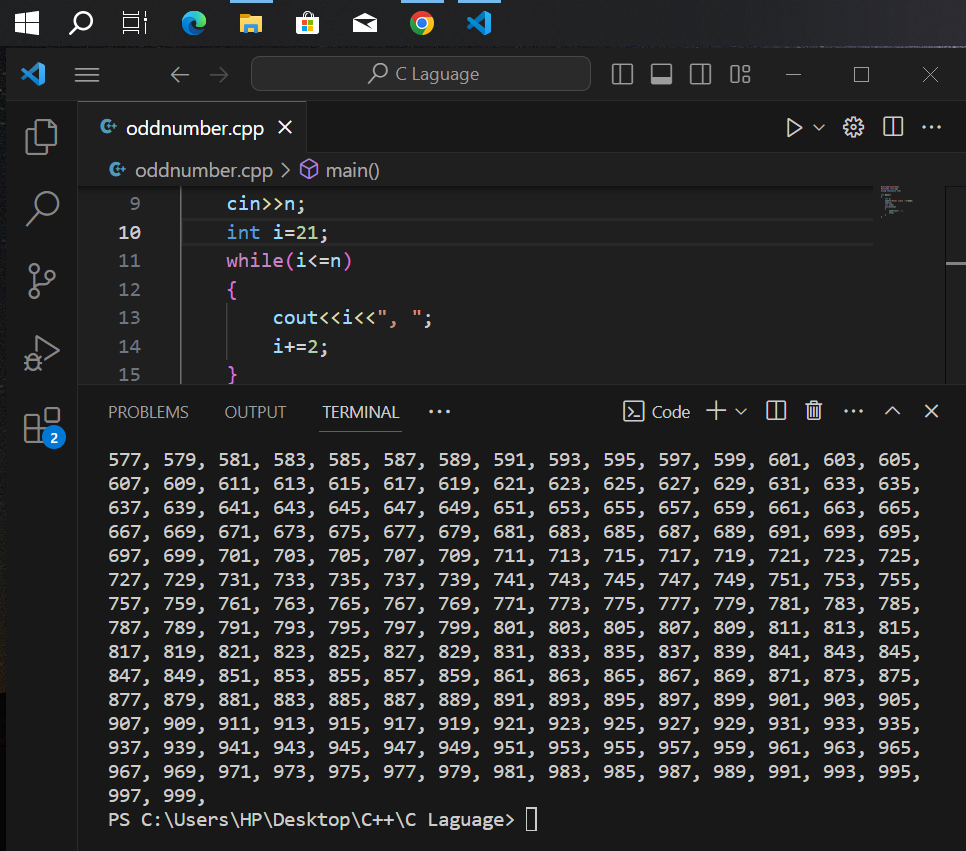 C Laguage
oddnumber.cpp
oddnumber.cpp > main()
9 cin>>n;
10 int i=21;
11 while(i<=n)
12 {
13 cout<<i<<", ";
14 i+=2;
15 }
PROBLEMS OUTPUT TERMINAL ... Code
2
577, 579, 581, 583, 585, 587, 589, 591, 593, 595, 597, 599, 601, 603, 605,
607, 609, 611, 613, 615, 617, 619, 621, 623, 625, 627, 629, 631, 633, 635,
637, 639, 641, 643, 645, 647, 649, 651, 653, 655, 657, 659, 661, 663, 665,
667, 669, 671, 673, 675, 677, 679, 681, 683, 685, 687, 689, 691, 693, 695,
697, 699, 701, 703, 705, 707, 709, 711, 713, 715, 717, 719, 721, 723, 725,
727, 729, 731, 733, 735, 737, 739, 741, 743, 745, 747, 749, 751, 753, 755,
757, 759, 761, 763, 765, 767, 769, 771, 773, 775, 777, 779, 781, 783, 785,
787, 789, 791, 793, 795, 797, 799, 801, 803, 805, 807, 809, 811, 813, 815,
817, 819, 821, 823, 825, 827, 829, 831, 833, 835, 837, 839, 841, 843, 845,
847, 849, 851, 853, 855, 857, 859, 861, 863, 865, 867, 869, 871, 873, 875,
877, 879, 881, 883, 885, 887, 889, 891, 893, 895, 897, 899, 901, 903, 905,
907, 909, 911, 913, 915, 917, 919, 921, 923, 925, 927, 929, 931, 933, 935,
937, 939, 941, 943, 945, 947, 949, 951, 953, 955, 957, 959, 961, 963, 965,
967, 969, 971, 973, 975, 977, 979, 981, 983, 985, 987, 989, 991, 993, 995,
997, 999,
PS C:\Users\HP\Desktop\C++\C Laguage>